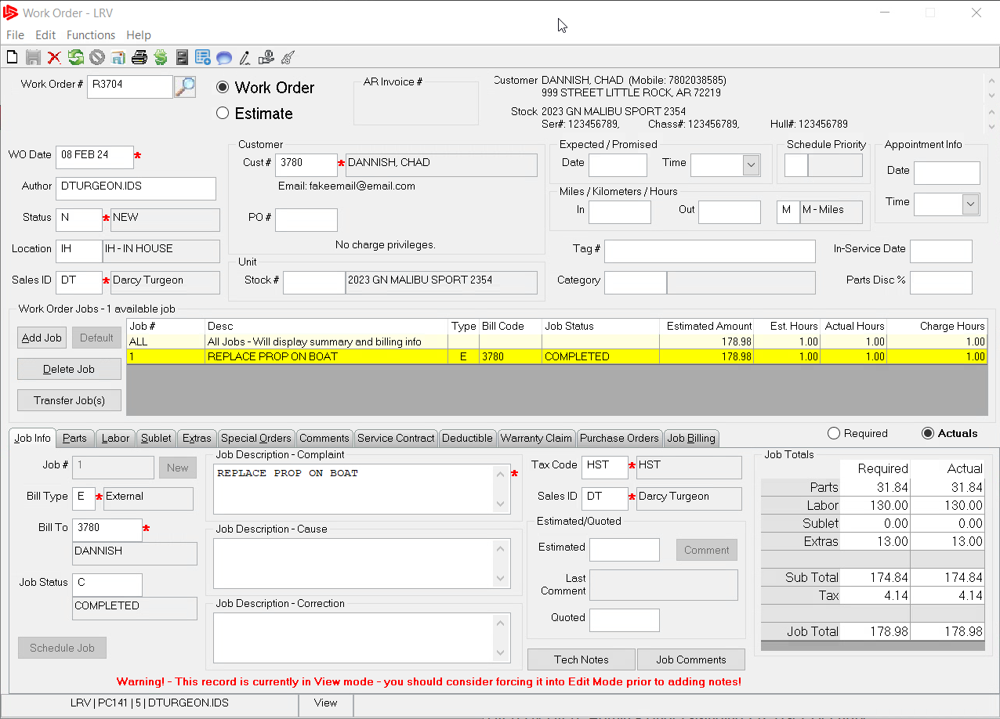 Work Order - LRV
File Edit Functions Help
Work Order # R3704
Work Order
Estimate
AR Invoice #
Customer DANNISH, CHAD (Mobile: 7802038585)
999 STREET LITTLE ROCK, AR 72219
Stock 2023 GN MALIBU SPORT 2354
Ser#: 123456789, Chass#: 123456789, Hull#: 123456789
WO Date 08 FEB 24 *
Author DTURGEON.IDS
Status N * NEW
Location IH IH - IN HOUSE
Sales ID DT * Darcy Turgeon
Customer
Cust # 3780 * DANNISH, CHAD
Email: fakeemail@email.com
PO #
No charge privileges.
Unit
Stock # 2023 GN MALIBU SPORT 2354
Expected / Promised
Date Time
Schedule Priority
Appointment Info
Date
Time
Miles / Kilometers / Hours
In Out M M - Miles
Tag # In-Service Date
Category Parts Disc %
Work Order Jobs - 1 available job
Add Job Default
Delete Job
Transfer Job(s)
Job # Desc Type Bill Code Job Status Estimated Amount Est. Hours Actual Hours Charge Hours
ALL All Jobs - Will display summary and billing info 178.98 1.00 1.00 1.00
1 REPLACE PROP ON BOAT E 3780 COMPLETED 178.98 1.00 1.00 1.00
Job Info Parts Labor Sublet Extras Special Orders Comments Service Contract Deductible Warranty Claim Purchase Orders Job Billing
Required Actuals
Job # 1 New
Bill Type E * External
Bill To 3780 *
DANNISH
Job Status C
COMPLETED
Schedule Job
Job Description - Complaint
REPLACE PROP ON BOAT *
Job Description - Cause
Job Description - Correction
Tax Code HST * HST
Sales ID DT * Darcy Turgeon
Estimated/Quoted
Estimated Comment
Last
Comment
Quoted
Tech Notes Job Comments
Job Totals
Required Actual
Parts 31.84 31.84
Labor 130.00 130.00
Sublet 0.00 0.00
Extras 13.00 13.00
Sub Total 174.84 174.84
Tax 4.14 4.14
Job Total 178.98 178.98
Warning! - This record is currently in View mode - you should consider forcing it into Edit Mode prior to adding notes!
LRV | PC141 | 5 | DTURGEON.IDS View